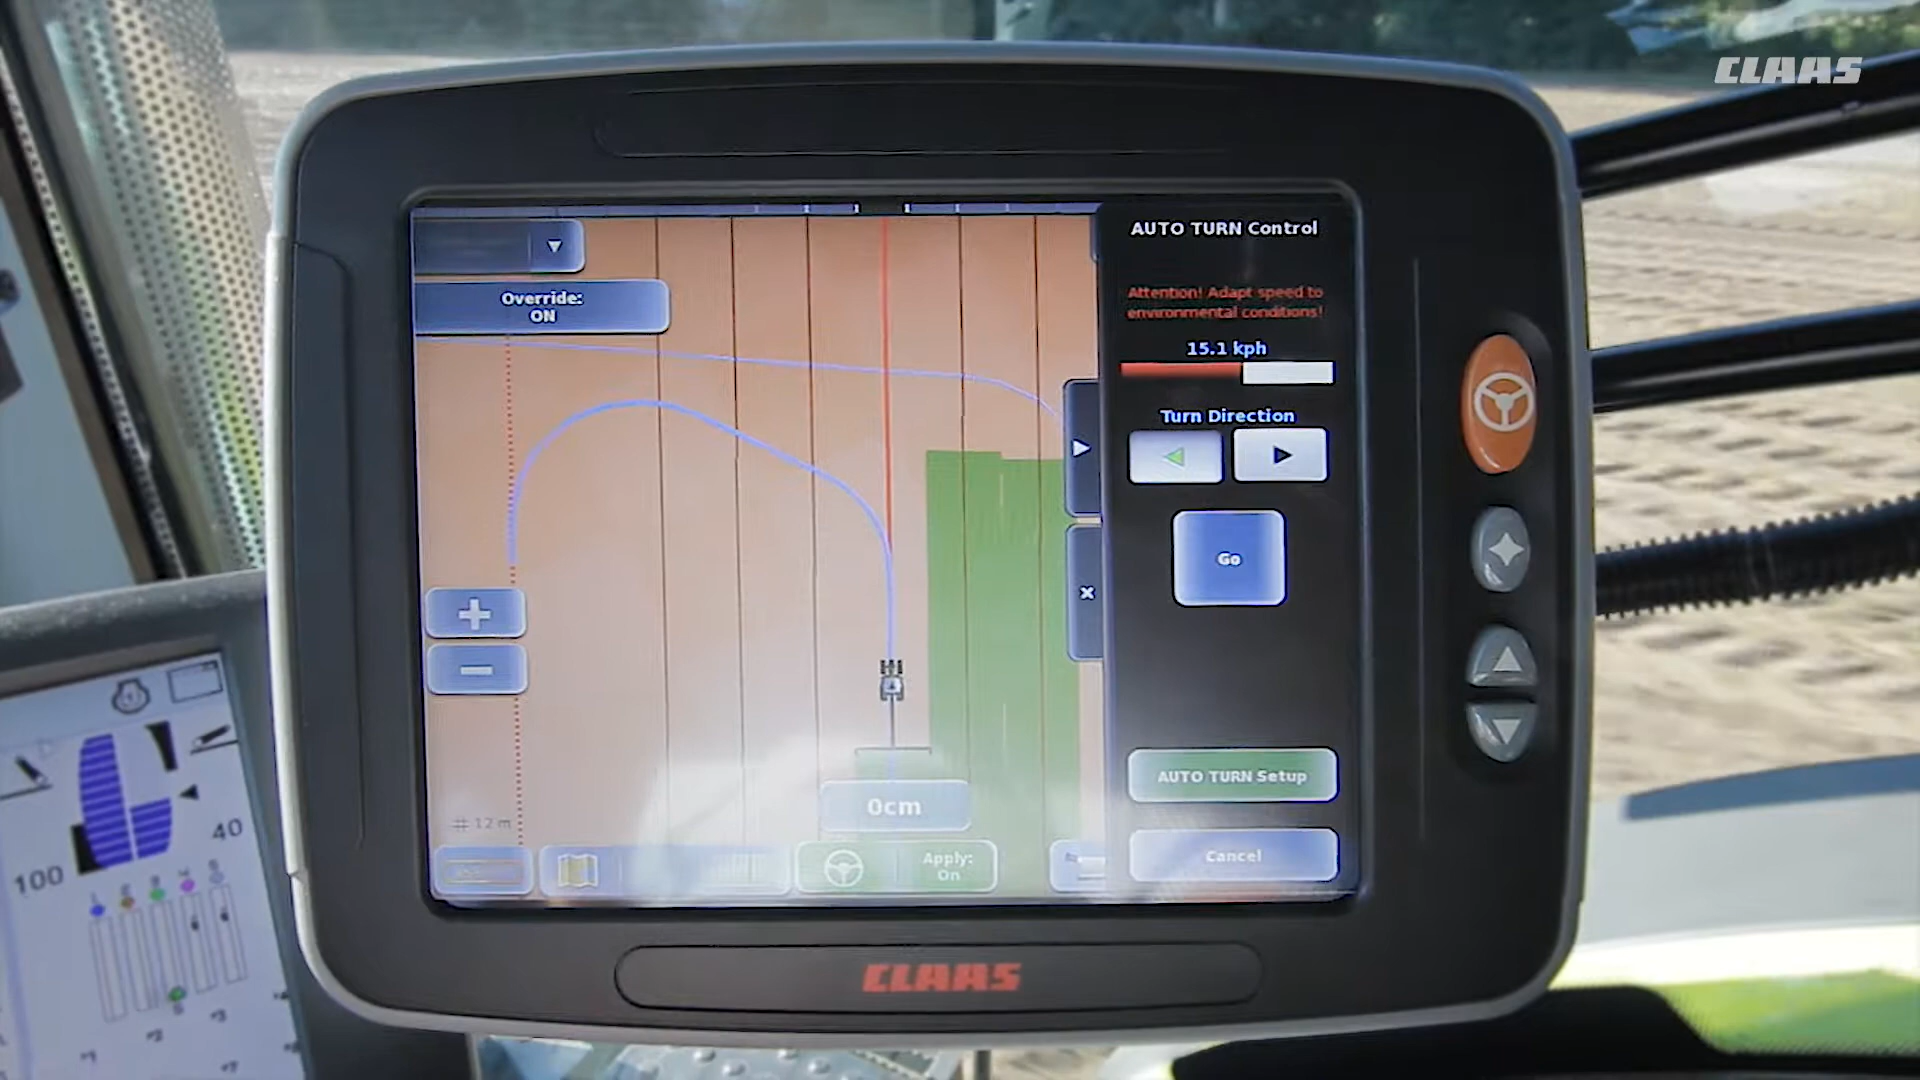 CLAAS
AUTO TURN Control
Attention! Adapt speed to
environmental conditions!
15.1 kph
Turn Direction
Go
AUTO TURN Setup
Cancel
Override:
ON
12 m
0cm
Apply:
On
CLAAS
40
100